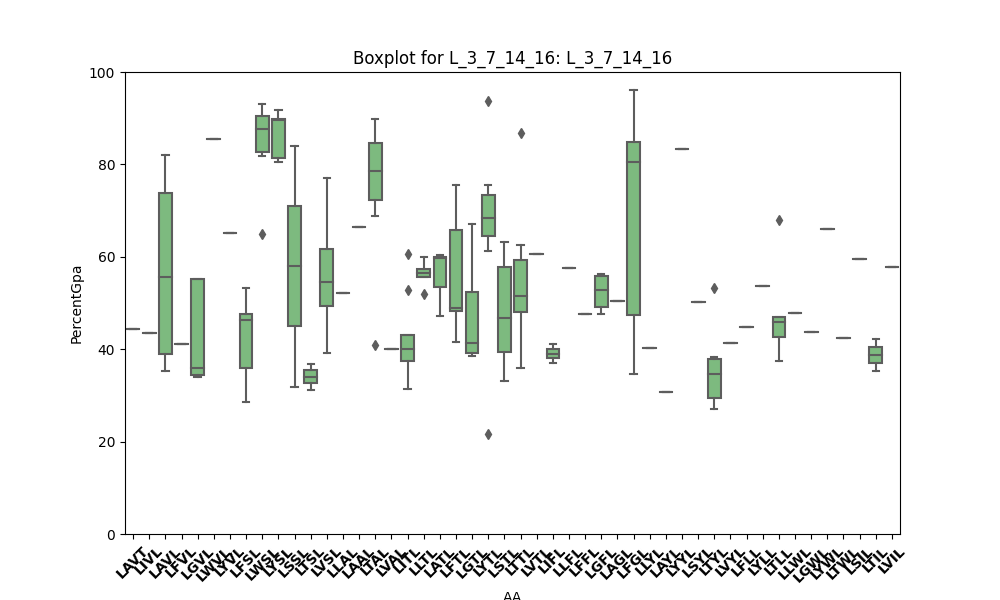 Boxplot for L_3_7_14_16: L_3_7_14_16
PercentGpa
100
80
60
40
20
0
LAVT
LIVL
LAVL
LFVL
LGVL
LWVL
LYVL
LFSL
LWSL
LYSL
LSSL
LTSL
LVSL
LLAL
LAAL
LTAL
LVAL
LITL
LLTL
LATL
LFTL
LGTL
LYTL
LSTL
LTTL
LVTL
LIFL
LLFL
LFFL
LGFL
LAGL
LFGL
LLYL
LAYL
LYYL
LSYL
LTYL
LVYL
LFLL
LYLL
LTLL
LLWL
LGWL
LYWL
LTWL
LSIL
LTIL
LVIL
AA